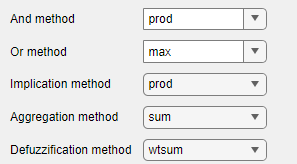 And method prod
Or method max
Implication method prod
Aggregation method sum
Defuzzification method wtsum